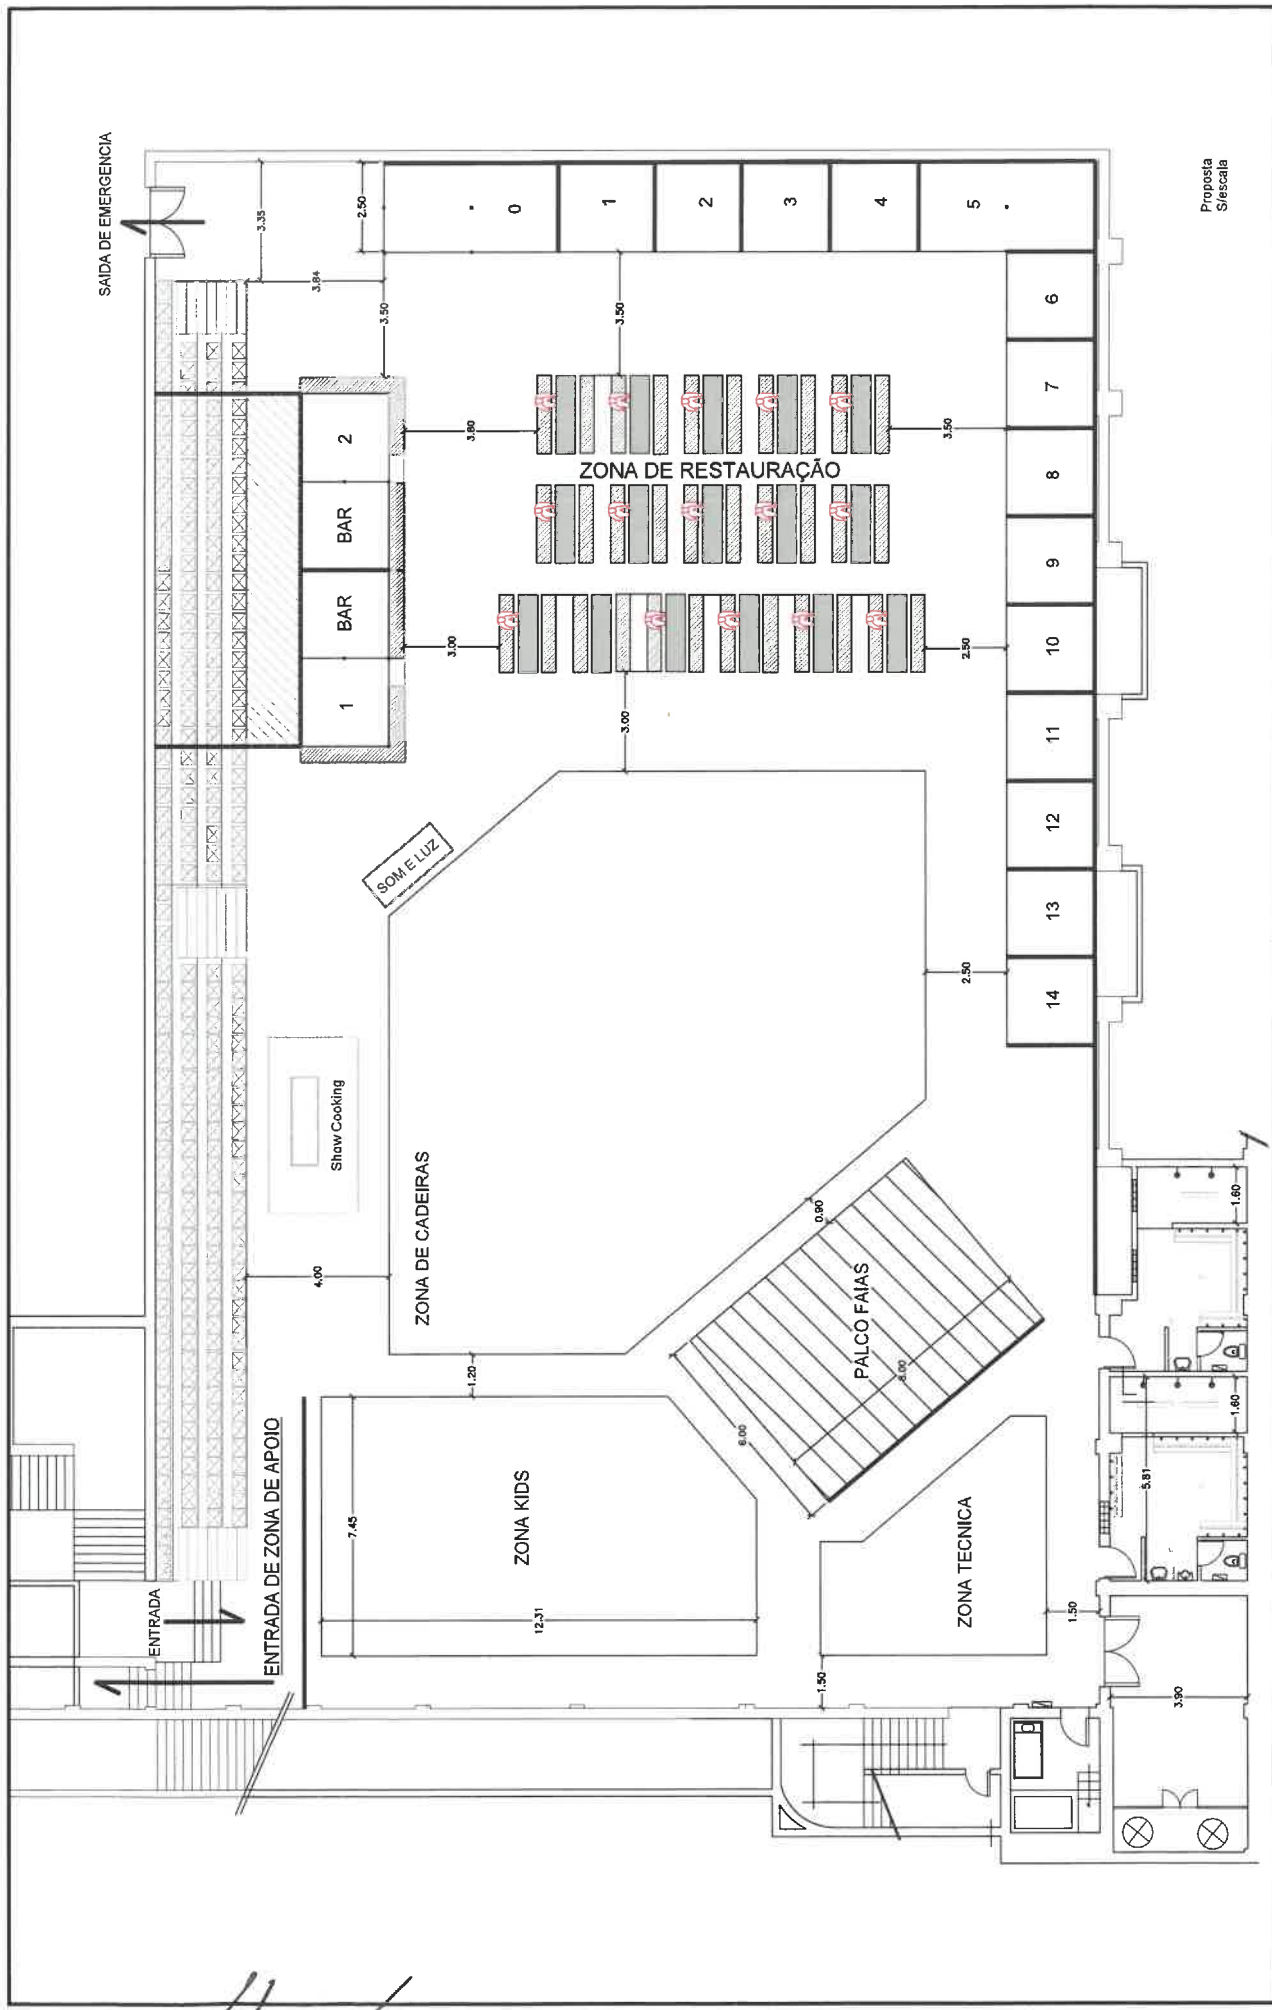 SAIDA DE EMERGENCIA
3.35
2.50
3.84
3.50
0
1
2
3
4
5
Proposta
S/escala
3.50
6
7
8
9
10
11
12
13
14
2
BAR
BAR
1
3.80
3.50
ZONA DE RESTAURAÇÃO
3.00
2.50
3.00
SOM E LUZ
2.50
Show Cooking
ZONA DE CADEIRAS
4.00
1.20
0.90
PALCO FAIAS
8.00
6.00
1.60
1.60
5.81
ENTRADA
ENTRADA DE ZONA DE APOIO
7.45
ZONA KIDS
12.31
ZONA TECNICA
1.50
1.50
3.90